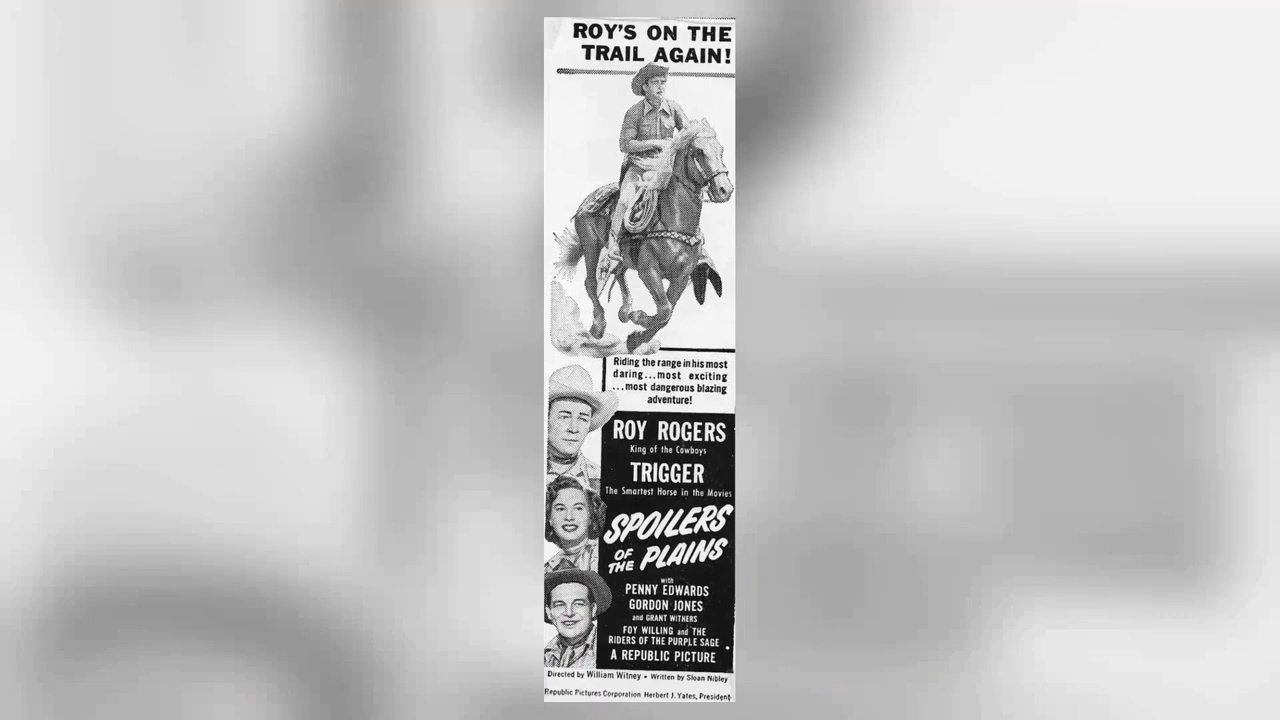 ROY'S ON THE
TRAIL AGAIN!
Riding the range in his most
daring...most exciting
...most dangerous blazing
adventure!
ROY ROGERS
King of the Cowboys
TRIGGER
The Smartest Horse in the Movies
SPOILERS
OF THE PLAINS
with
PENNY EDWARDS
GORDON JONES
and GRANT WITHERS
FOY WILLING and THE
RIDERS OF THE PURPLE SAGE
A REPUBLIC PICTURE
Directed by William Witney • Written by Sloan Nibley
Republic Pictures Corporation Herbert J. Yates, President